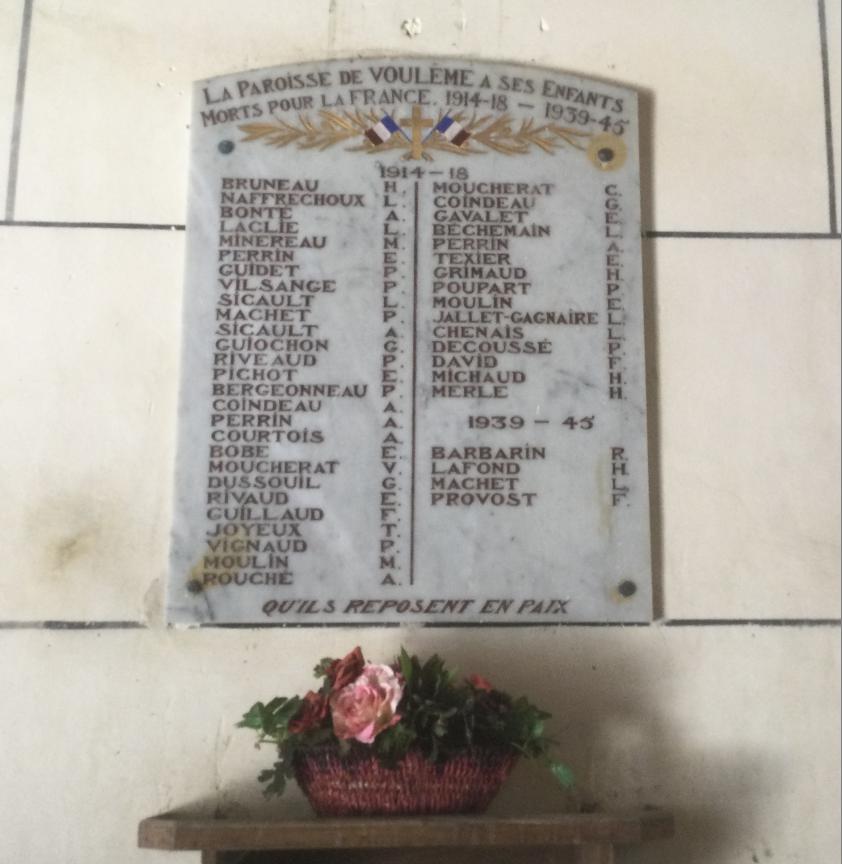 LA PAROISSE DE VOULÊME A SES ENFANTS
MORTS POUR LA FRANCE. 1914-18 — 1939-45
1914-18
BRUNEAU H.
NAFFRECHOUX L.
BONTE A.
LACLIE L.
MINEREAU M.
PERRIN E.
GUIDET P.
VILSANGE P.
SICAULT L.
MACHET P.
SICAULT A.
GUIOCHON G.
RIVEAUD P.
PICHOT E.
BERGEONNEAU P.
COINDEAU A.
PERRIN A.
COURTOIS A.
BOBE E.
MOUCHERAT V.
DUSSOUIL G.
RIVAUD E.
GUILLAUD F.
JOYEUX T.
VIGNAUD P.
MOULIN M.
ROUCHÉ A.
MOUCHERAT C.
COINDEAU G.
GAVALET E.
BÉCHEMAIN L.
PERRIN A.
TEXIER E.
GRIMAUD H.
POUPART P.
MOULIN E.
JALLET-GAGNAIRE L.
CHENAIS L.
DECOUSSÉ P.
DAVID F.
MICHAUD H.
MERLE H.
1939 — 45
BARBARIN R.
LAFOND H.
MACHET L.
PROVOST F.
QU'ILS REPOSENT EN PAIX